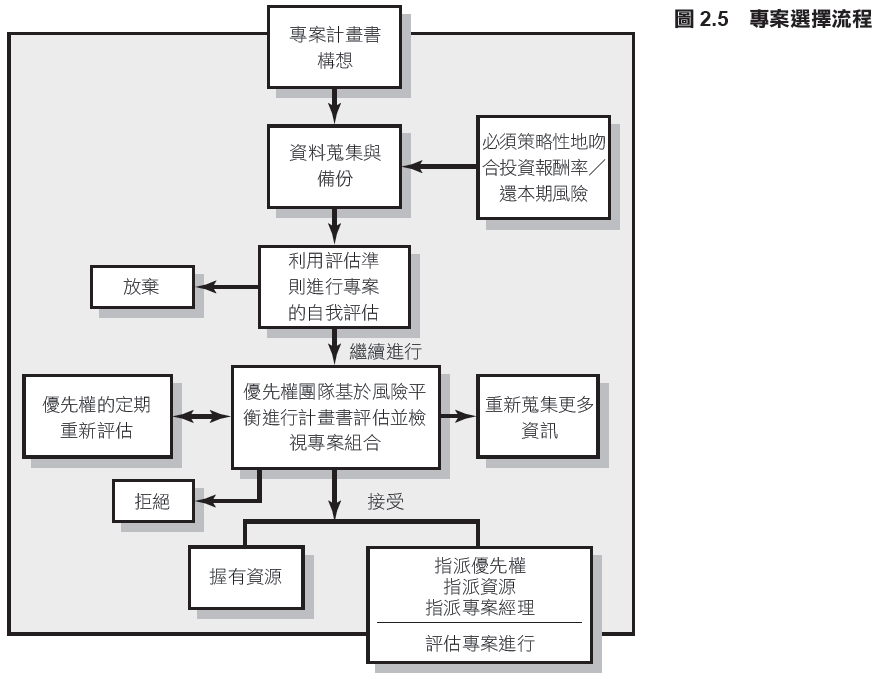 圖 2.5 專案選擇流程
專案計畫書
構想
資料蒐集與
備份
必須策略性地吻
合投資報酬率／
還本期風險
利用評估準
則進行專案
的自我評估
放棄
繼續進行
優先權的定期
重新評估
優先權團隊基於風險平
衡進行計畫書評估並檢
視專案組合
重新蒐集更多
資訊
拒絕
接受
握有資源
指派優先權
指派資源
指派專案經理
評估專案進行